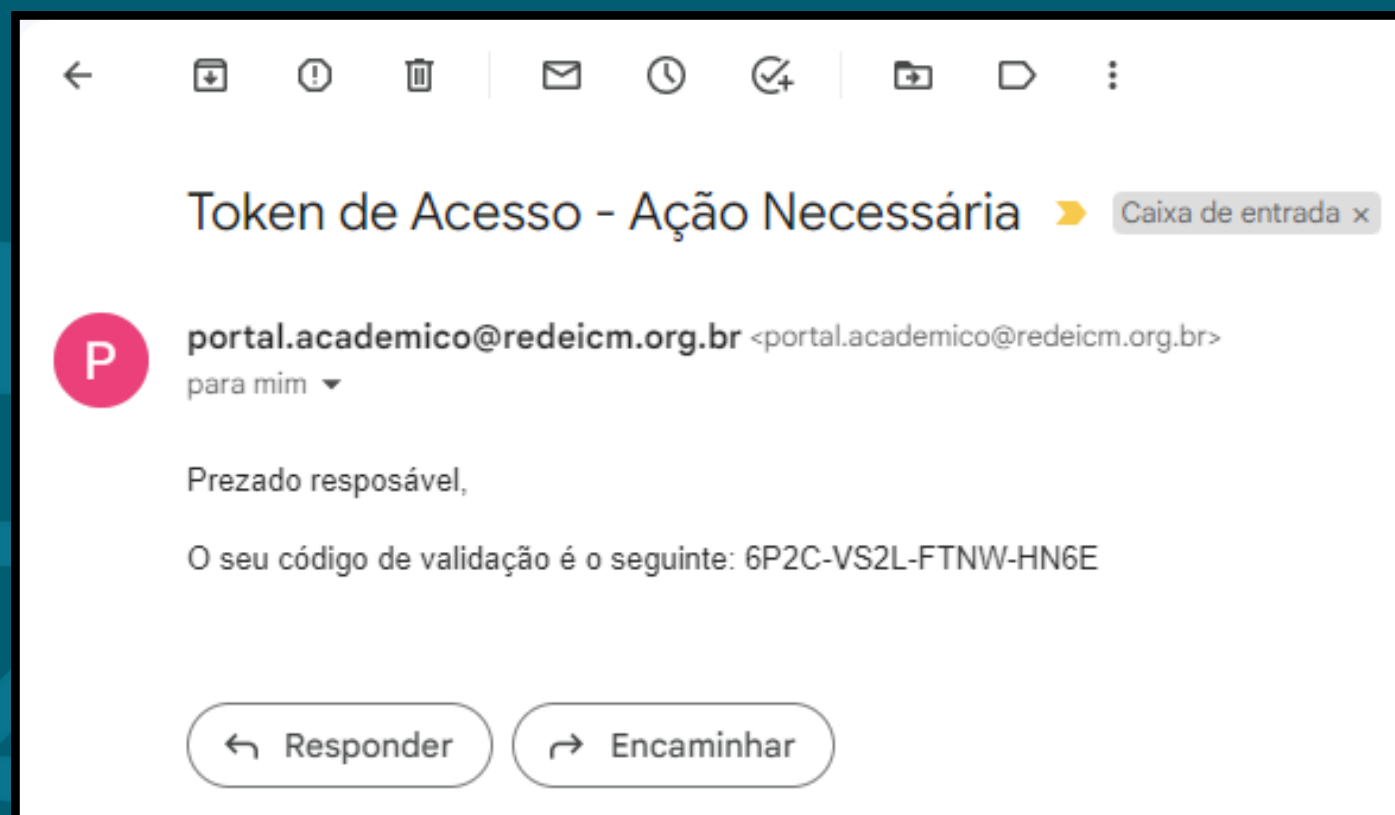 Token de Acesso - Ação Necessária Caixa de entrada x
P
portal.academico@redeicm.org.br <portal.academico@redeicm.org.br>
para mim
Prezado resposável,
O seu código de validação é o seguinte: 6P2C-VS2L-FTNW-HN6E
Responder Encaminhar